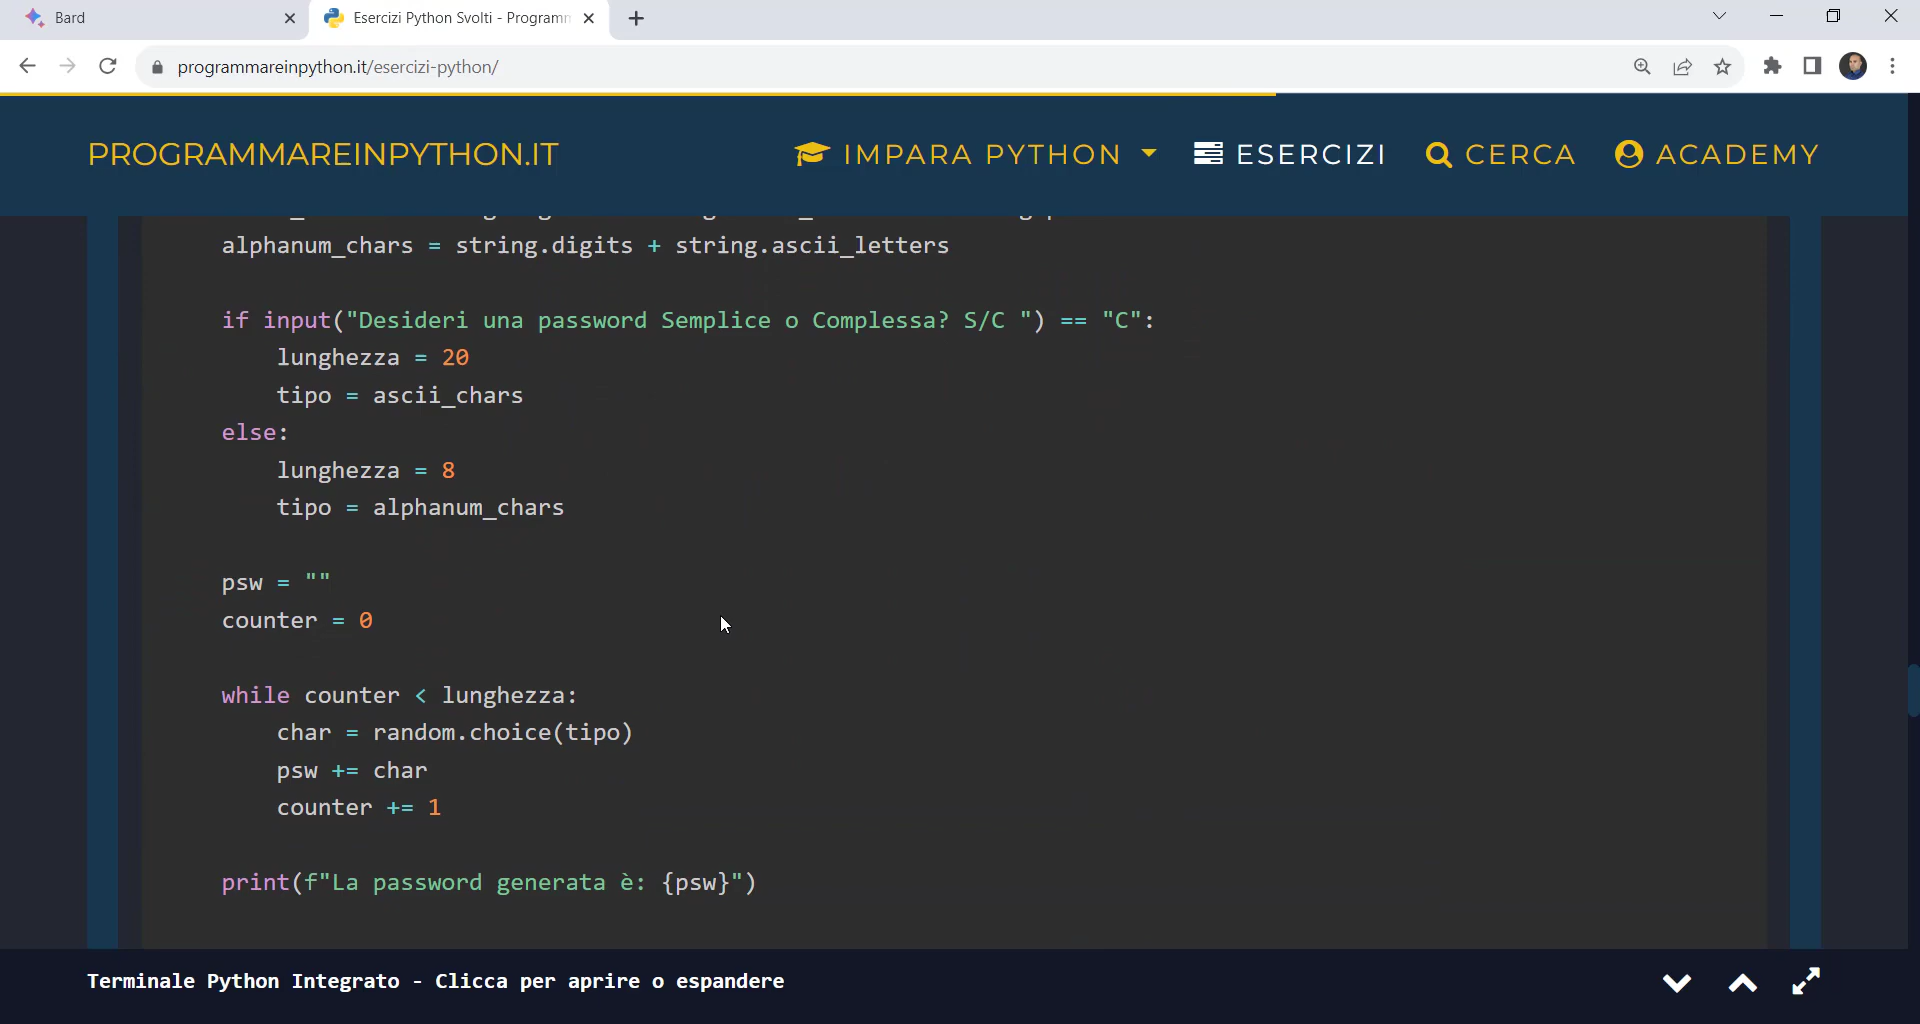 Bard
Esercizi Python Svolti - Programm
programmareinpython.it/esercizi-python/
PROGRAMMAREINPYTHON.IT
IMPARA PYTHON
ESERCIZI
CERCA
ACADEMY
alphanum_chars = string.digits + string.ascii_letters
if input("Desideri una password Semplice o Complessa? S/C ") == "C":
lunghezza = 20
tipo = ascii_chars
else:
lunghezza = 8
tipo = alphanum_chars
psw = ""
counter = 0
while counter < lunghezza:
char = random.choice(tipo)
psw += char
counter += 1
print(f"La password generata è: {psw}")
Terminale Python Integrato - Clicca per aprire o espandere